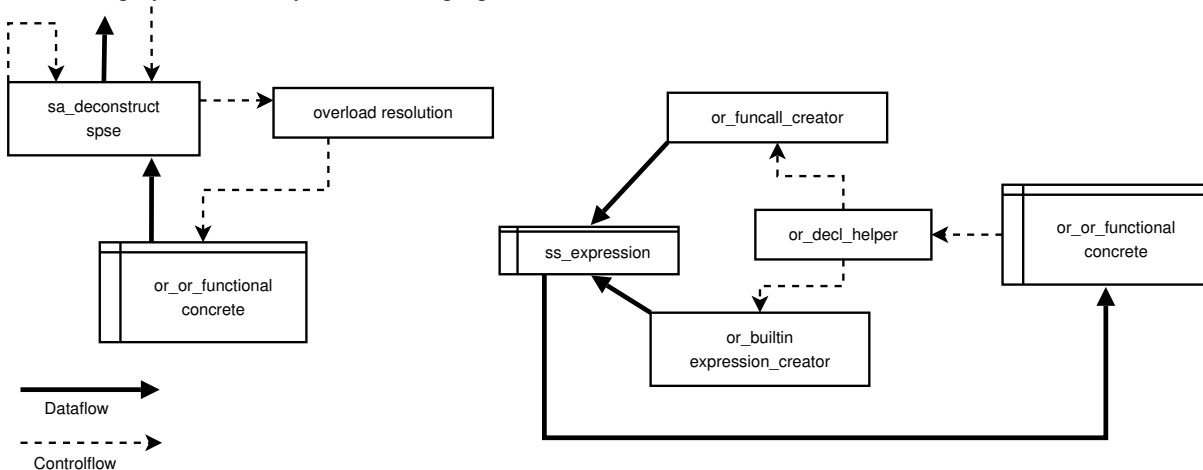 sa_deconstruct
spse
overload resolution
or_or_functional
concrete
Dataflow
Controlflow
or_funcall_creator
or_decl_helper
ss_expression
or_builtin
expression_creator
or_or_functional
concrete